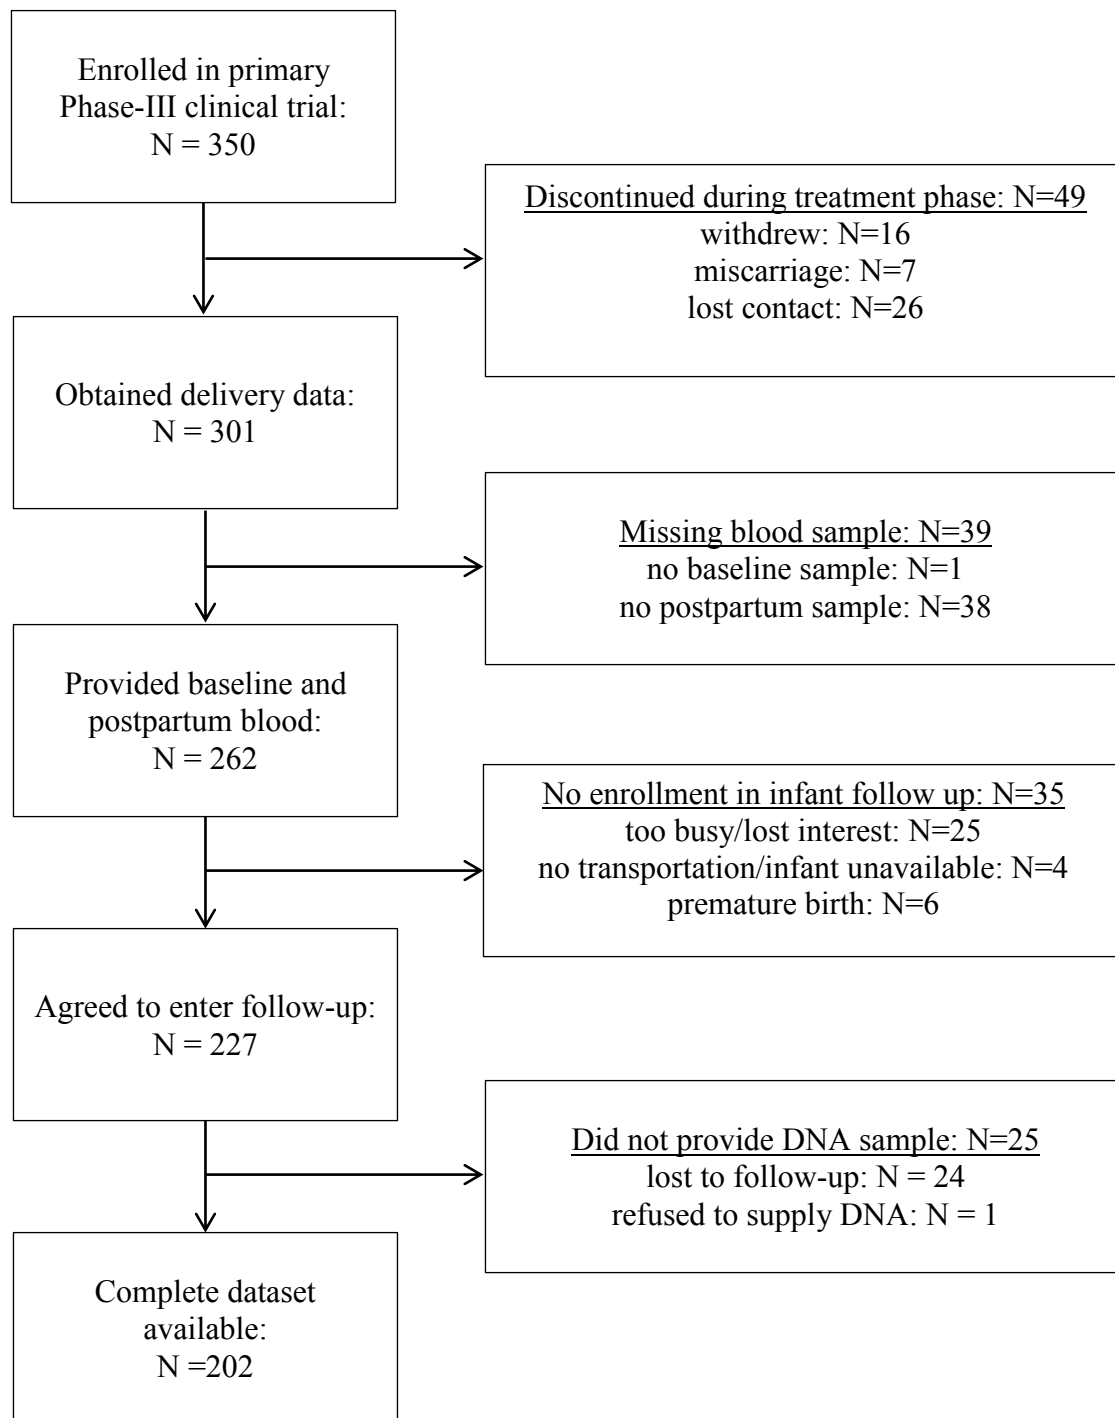 Enrolled in primary
Phase-III clinical trial:
N = 350
Discontinued during treatment phase: N=49
withdrew: N=16
miscarriage: N=7
lost contact: N=26
Obtained delivery data:
N = 301
Missing blood sample: N=39
no baseline sample: N=1
no postpartum sample: N=38
Provided baseline and
postpartum blood:
N = 262
No enrollment in infant follow up: N=35
too busy/lost interest: N=25
no transportation/infant unavailable: N=4
premature birth: N=6
Agreed to enter follow-up:
N = 227
Did not provide DNA sample: N=25
lost to follow-up: N = 24
refused to supply DNA: N = 1
Complete dataset
available:
N =202